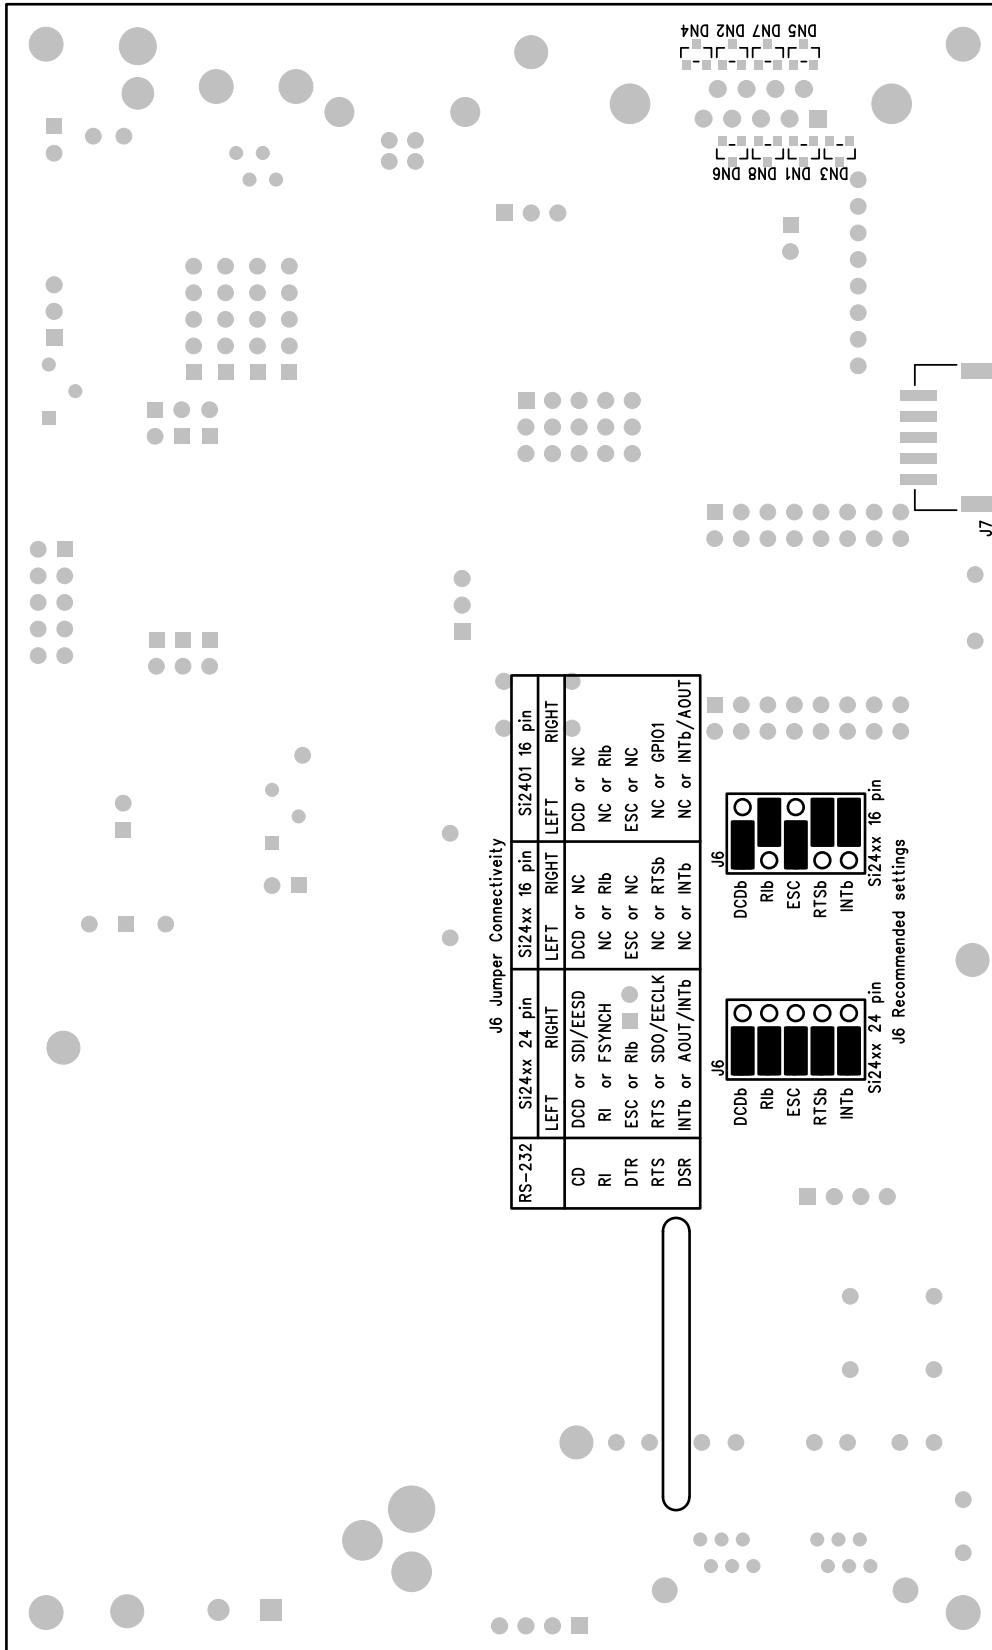 DN4 DN2 DN7 DN5
DN6 DN8 DN1 DN3
J7
J6 Jumper Connectiveity
RS-232 Si24xx 24 pin Si24xx 16 pin Si2401 16 pin
LEFT RIGHT LEFT RIGHT LEFT RIGHT
CD DCD or SDI/EESD DCD or NC DCD or NC
RI RI or FSYNCH NC or RIb NC or RIb
DTR ESC or RIb ESC or NC ESC or NC
RTS RTS or SDO/EECLK NC or RTSb NC or GPIO1
DSR INTb or AOUT/INTb NC or INTb NC or INTb/AOUT
J6
DCDb
RIb
ESC
RTSb
INTb
Si24xx 16 pin
J6
DCDb
RIb
ESC
RTSb
INTb
Si24xx 24 pin
J6 Recommended settings